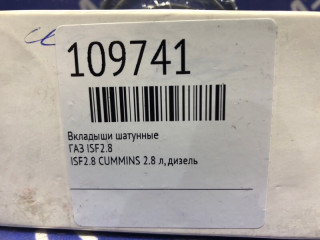 109741
Вкладыши шатунные
ГАЗ ISF2.8
ISF2.8 CUMMINS 2.8 л, дизель